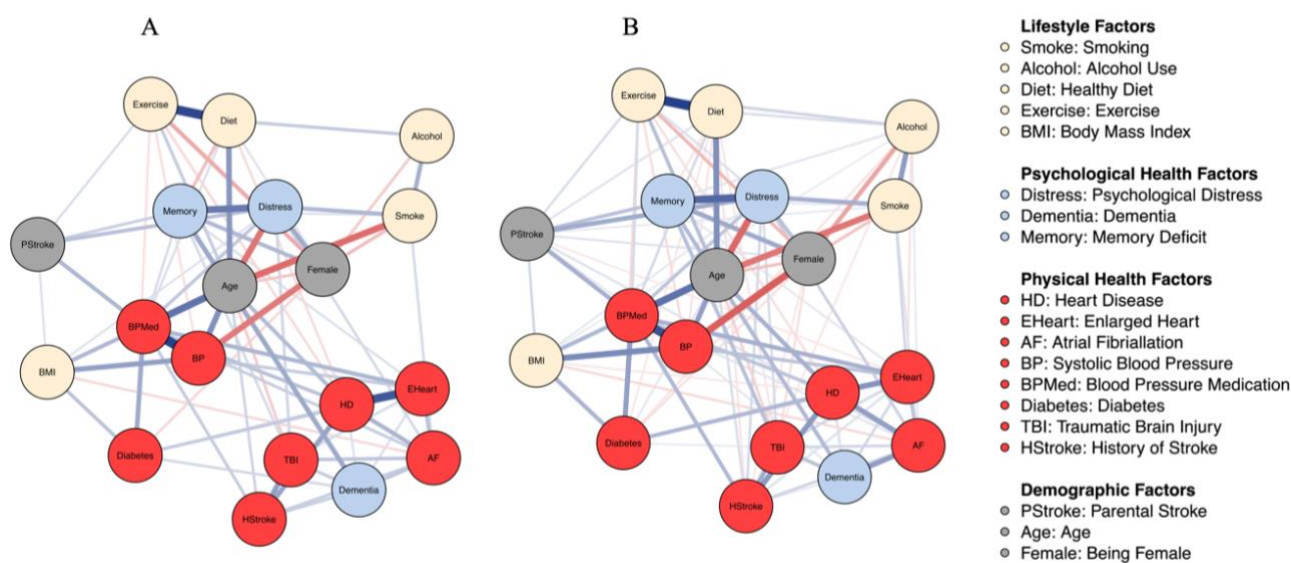 A
B
Exercise
Diet
Alcohol
Memory
Distress
Smoke
PStroke
Age
Female
BPMed
BP
BMI
HD
EHeart
Diabetes
TBI
AF
Dementia
HStroke
Exercise
Diet
Alcohol
Memory
Distress
Smoke
PStroke
Age
Female
BPMed
BP
BMI
HD
EHeart
Diabetes
TBI
AF
Dementia
HStroke
Lifestyle Factors
Smoke: Smoking
Alcohol: Alcohol Use
Diet: Healthy Diet
Exercise: Exercise
BMI: Body Mass Index
Psychological Health Factors
Distress: Psychological Distress
Dementia: Dementia
Memory: Memory Deficit
Physical Health Factors
HD: Heart Disease
EHeart: Enlarged Heart
AF: Atrial Fibriallation
BP: Systolic Blood Pressure
BPMed: Blood Pressure Medication
Diabetes: Diabetes
TBI: Traumatic Brain Injury
HStroke: History of Stroke
Demographic Factors
PStroke: Parental Stroke
Age: Age
Female: Being Female